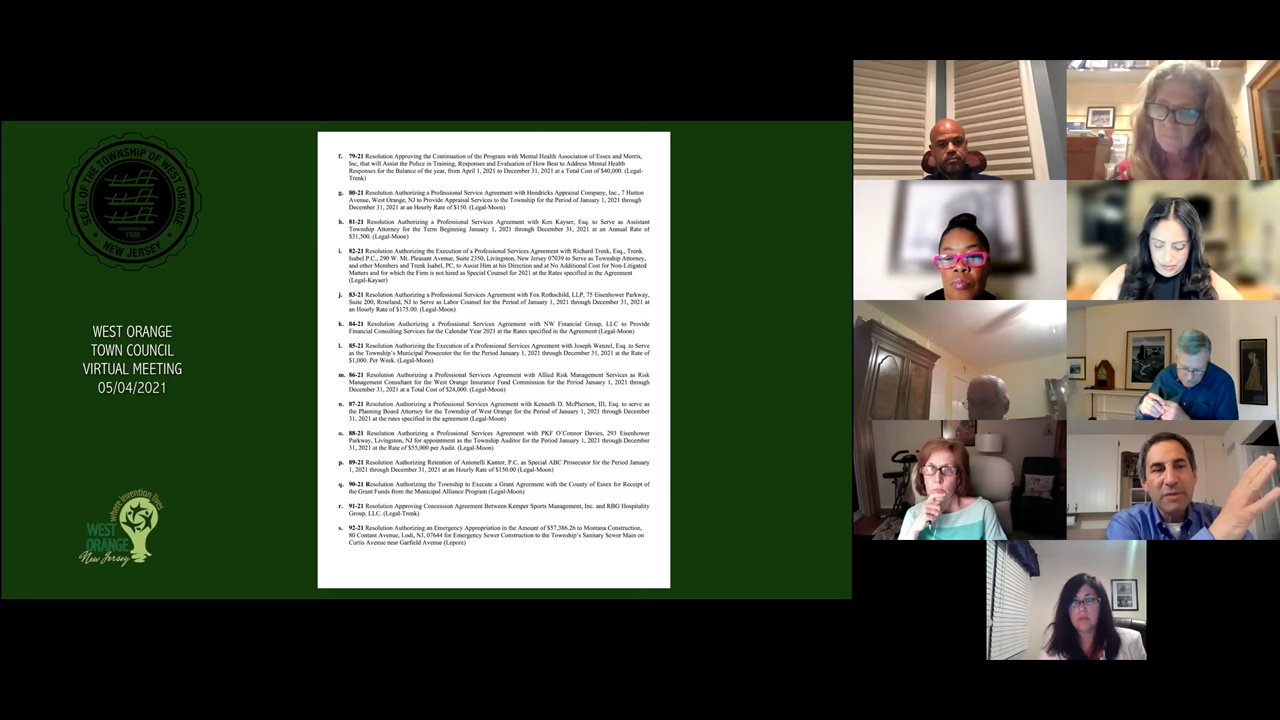 SEAL OF TOWNSHIP OF WEST ORANGE
INCORPORATED
1900
NEW JERSEY
WEST ORANGE
TOWN COUNCIL
VIRTUAL MEETING
05/04/2021
where invention lives
WEST
ORANGE
New Jersey
f. 79-21 Resolution Approving the Continuation of the Program with Mental Health Association of Essex and Morris,
Inc, that will Assist the Police in Training, Responses and Evaluation of How Best to Address Mental Health
Responses for the Balance of the year, from April 1, 2021 to December 31, 2021 at a Total Cost of $40,000. (Legal-
Trenk)
g. 80-21 Resolution Authorizing a Professional Service Agreement with Hendricks Appraisal Company, Inc., 7 Hutton
Avenue, West Orange, NJ to Provide Appraisal Services to the Township for the Period of January 1, 2021 through
December 31, 2021 at an Hourly Rate of $150. (Legal-Moon)
h. 81-21 Resolution Authorizing a Professional Services Agreement with Ken Kayser, Esq. to Serve as Assistant
Township Attorney for the Term Beginning January 1, 2021 through December 31, 2021 at an Annual Rate of
$31,500. (Legal-Moon)
i. 82-21 Resolution Authorizing the Execution of a Professional Services Agreement with Richard Trenk, Esq., Trenk
Isabel P.C., 290 W. Mt. Pleasant Avenue, Suite 2350, Livingston, New Jersey 07039 to Serve as Township Attorney,
and other Members and Trenk Isabel, PC, to Assist Him at his Direction and at No Additional Cost for Non-Litigated
Matters and for which the Firm is not hired as Special Counsel for 2021 at the Rates specified in the Agreement
(Legal-Kayser)
j. 83-21 Resolution Authorizing a Professional Services Agreement with Fox Rothschild, LLP, 75 Eisenhower Parkway,
Suite 200, Roseland, NJ to Serve as Labor Counsel for the Period of January 1, 2021 through December 31, 2021 at
an Hourly Rate of $175.00. (Legal-Moon)
k. 84-21 Resolution Authorizing a Professional Services Agreement with NW Financial Group, LLC to Provide
Financial Consulting Services for the Calendar Year 2021 at the Rates specified in the Agreement (Legal-Moon)
l. 85-21 Resolution Authorizing the Execution of a Professional Services Agreement with Joseph Wenzel, Esq. to Serve
as the Township's Municipal Prosecutor the for the Period January 1, 2021 through December 31, 2021 at the Rate of
$1,000. Per Week. (Legal-Moon)
m. 86-21 Resolution Authorizing a Professional Services Agreement with Allied Risk Management Services as Risk
Management Consultant for the West Orange Insurance Fund Commission for the Period January 1, 2021 through
December 31, 2021 at a Total Cost of $24,000. (Legal-Moon)
n. 87-21 Resolution Authorizing a Professional Services Agreement with Kenneth D. McPherson, III, Esq. to serve as
the Planning Board Attorney for the Township of West Orange for the Period of January 1, 2021 through December
31, 2021 at the rates specified in the agreement (Legal-Moon)
o. 88-21 Resolution Authorizing a Professional Services Agreement with PKF O'Connor Davies, 293 Eisenhower
Parkway, Livingston, NJ for appointment as the Township Auditor for the Period January 1, 2021 through December
31, 2021 at the Rate of $55,000 per Audit. (Legal-Moon)
p. 89-21 Resolution Authorizing Retention of Antonelli Kantor, P.C. as Special ABC Prosecutor for the Period January
1, 2021 through December 31, 2021 at an Hourly Rate of $150.00 (Legal-Moon)
q. 90-21 Resolution Authorizing the Township to Execute a Grant Agreement with the County of Essex for Receipt of
the Grant Funds from the Municipal Alliance Program (Legal-Moon)
r. 91-21 Resolution Approving Concession Agreement Between Kemper Sports Management, Inc. and RBG Hospitality
Group, LLC. (Legal-Trenk)
s. 92-21 Resolution Authorizing an Emergency Appropriation in the Amount of $57,386.26 to Montana Construction,
80 Contant Avenue, Lodi, NJ, 07644 for Emergency Sewer Construction to the Township's Sanitary Sewer Main on
Curtis Avenue near Garfield Avenue (Lepore)